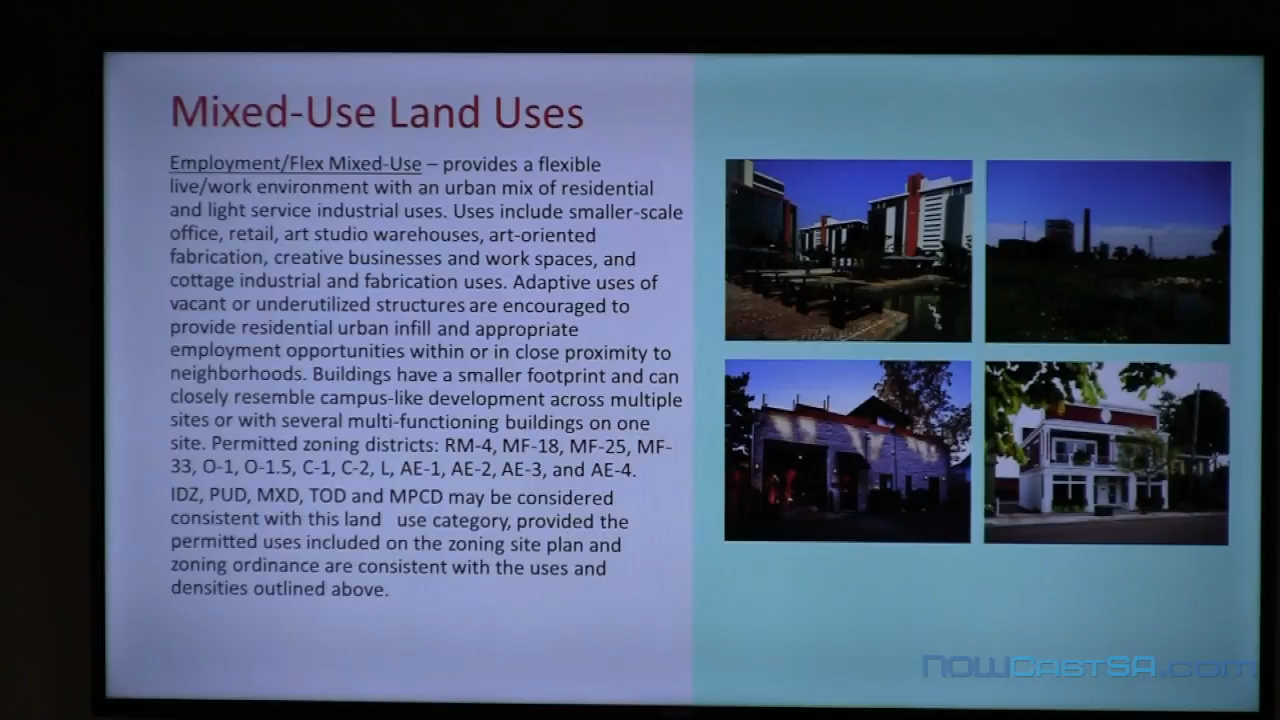 Mixed-Use Land Uses
Employment/Flex Mixed-Use – provides a flexible
live/work environment with an urban mix of residential
and light service industrial uses. Uses include smaller-scale
office, retail, art studio warehouses, art-oriented
fabrication, creative businesses and work spaces, and
cottage industrial and fabrication uses. Adaptive uses of
vacant or underutilized structures are encouraged to
provide residential urban infill and appropriate
employment opportunities within or in close proximity to
neighborhoods. Buildings have a smaller footprint and can
closely resemble campus-like development across multiple
sites or with several multi-functioning buildings on one
site. Permitted zoning districts: RM-4, MF-18, MF-25, MF-
33, O-1, O-1.5, C-1, C-2, L, AE-1, AE-2, AE-3, and AE-4.
IDZ, PUD, MXD, TOD and MPCD may be considered
consistent with this land use category, provided the
permitted uses included on the zoning site plan and
zoning ordinance are consistent with the uses and
densities outlined above.
NOWCastSA.com